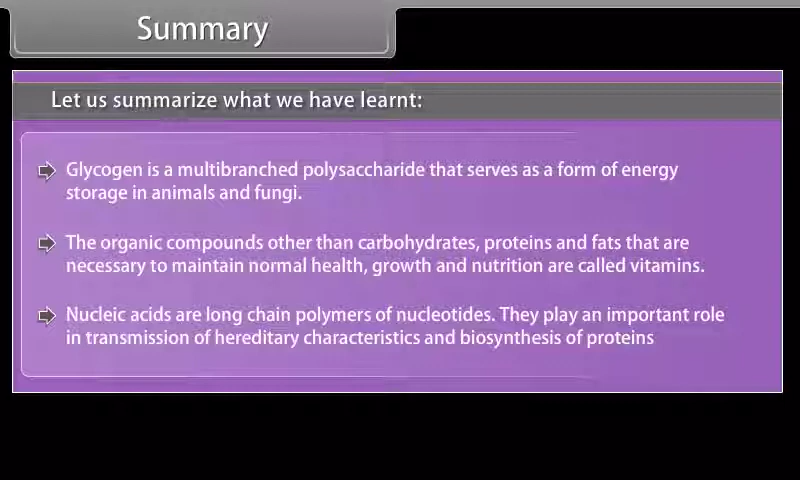 Summary
Let us summarize what we have learnt:
Glycogen is a multibranched polysaccharide that serves as a form of energy
storage in animals and fungi.
The organic compounds other than carbohydrates, proteins and fats that are
necessary to maintain normal health, growth and nutrition are called vitamins.
Nucleic acids are long chain polymers of nucleotides. They play an important role
in transmission of hereditary characteristics and biosynthesis of proteins